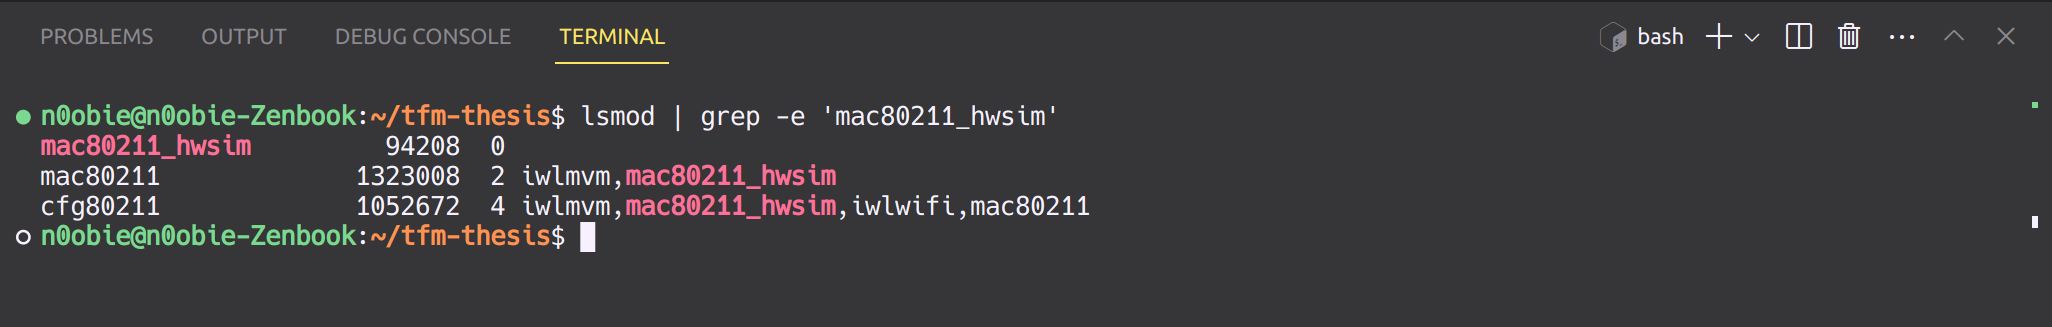 PROBLEMS OUTPUT DEBUG CONSOLE TERMINAL bash
n0obie@n0obie-Zenbook:~/tfm-thesis$ lsmod | grep -e 'mac80211_hwsim'
mac80211_hwsim         94208  0
mac80211             1323008  2 iwlmvm,mac80211_hwsim
cfg80211             1052672  4 iwlmvm,mac80211_hwsim,iwlwifi,mac80211
n0obie@n0obie-Zenbook:~/tfm-thesis$